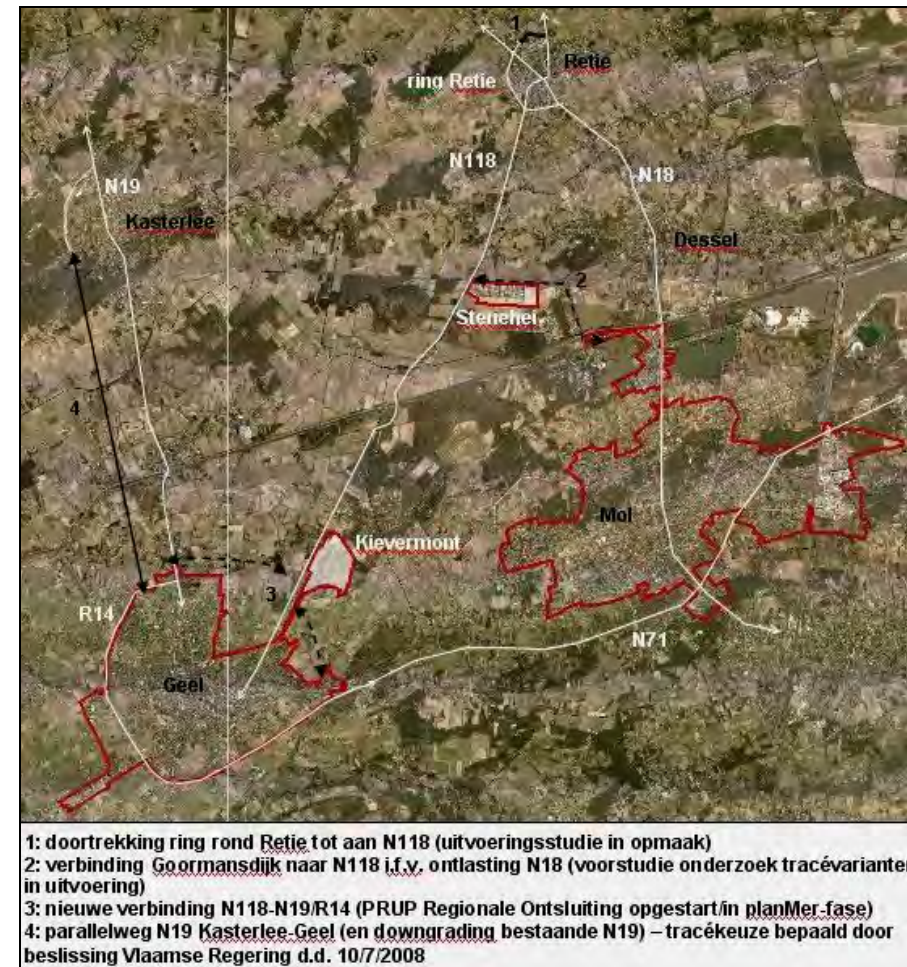 1
Retie
ring Retie
N118
N18
N19
Kasterlee
Dessel
2
Stenehei
4
Mol
Kievermont
3
R14
N71
Geel
1: doortrekking ring rond Retie tot aan N118 (uitvoeringsstudie in opmaak)
2: verbinding Goormansdijk naar N118 i.f.v. ontlasting N18 (voorstudie onderzoek tracévarianten
in uitvoering)
3: nieuwe verbinding N118-N19/R14 (PRUP Regionale Ontsluiting opgestart/in planMer-fase)
4: parallelweg N19 Kasterlee-Geel (en downgrading bestaande N19) – tracékeuze bepaald door
beslissing Vlaamse Regering d.d. 10/7/2008